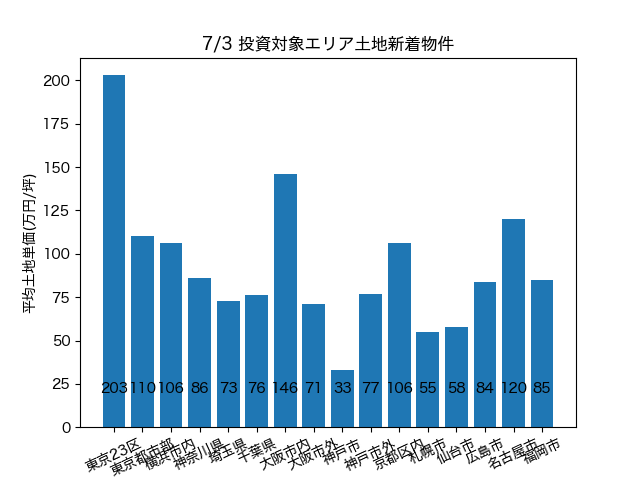 7/3 投資対象エリア土地新着物件
平均土地単価(万円/坪)
200
175
150
125
100
75
50
25
0
203 110 106 86 73 76 146 71 33 77 106 55 58 84 120 85
東京23区
東京都市部
横浜市内
神奈川県
埼玉県
千葉県
大阪市内
大阪市外
神戸市
神戸市外
京都区内
札幌市
仙台市
広島市
名古屋市
福岡市